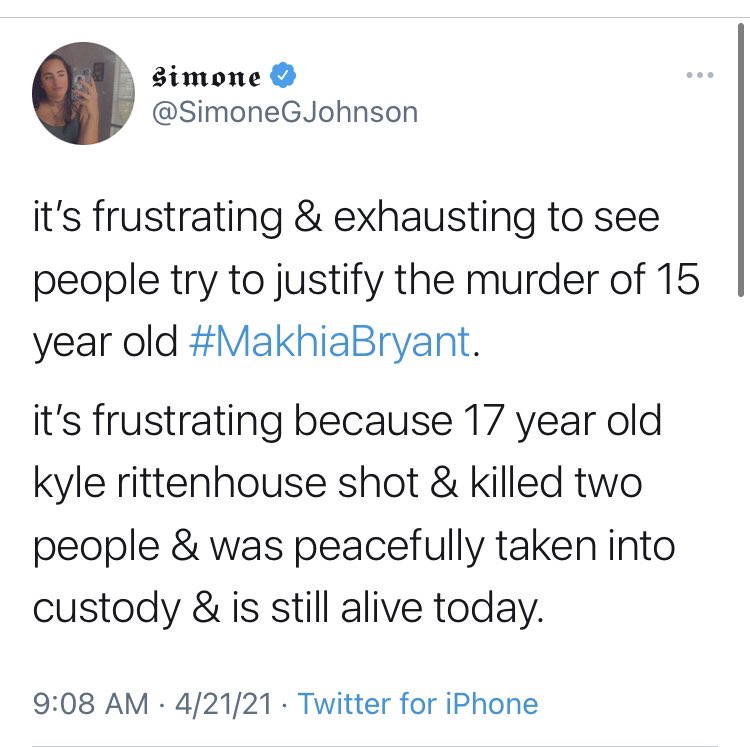 𝖘𝖎𝖒𝖔𝖓𝖊
@SimoneGJohnson
it’s frustrating & exhausting to see
people try to justify the murder of 15
year old #MakhiaBryant.
it’s frustrating because 17 year old
kyle rittenhouse shot & killed two
people & was peacefully taken into
custody & is still alive today.
9:08 AM · 4/21/21 · Twitter for iPhone